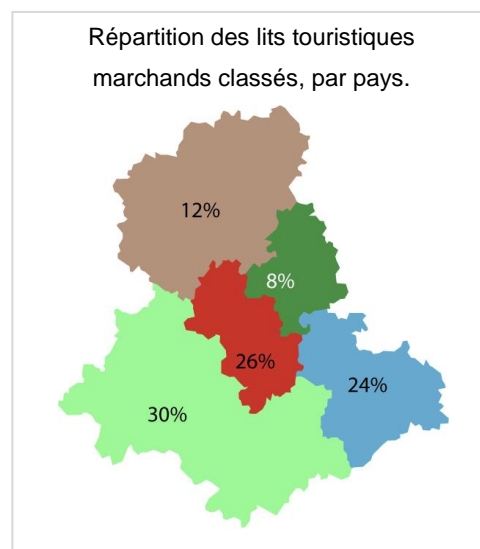 Répartition des lits touristiques
marchands classés, par pays.
12%
8%
26%
24%
30%